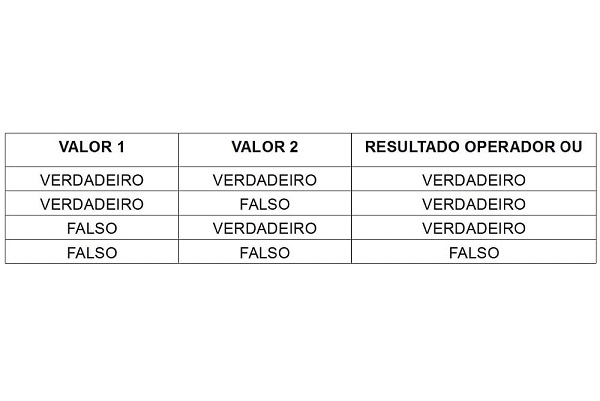 VALOR 1 VALOR 2 RESULTADO OPERADOR OU
VERDADEIRO VERDADEIRO VERDADEIRO
VERDADEIRO FALSO VERDADEIRO
FALSO VERDADEIRO VERDADEIRO
FALSO FALSO FALSO